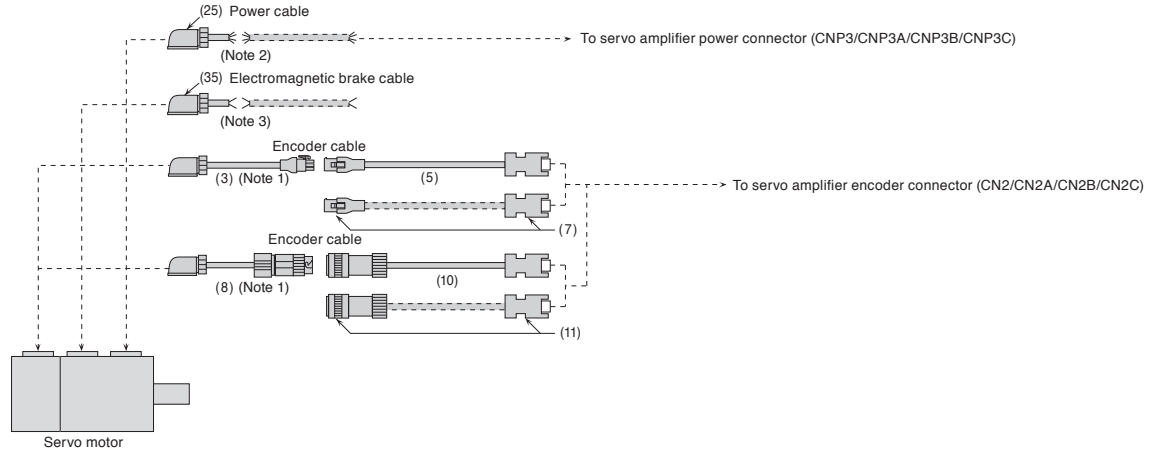 (25) Power cable
To servo amplifier power connector (CNP3/CNP3A/CNP3B/CNP3C)
(Note 2)
(35) Electromagnetic brake cable
(Note 3)
Encoder cable
(3) (Note 1)
(5)
To servo amplifier encoder connector (CN2/CN2A/CN2B/CN2C)
(7)
Encoder cable
(8) (Note 1)
(10)
(11)
Servo motor